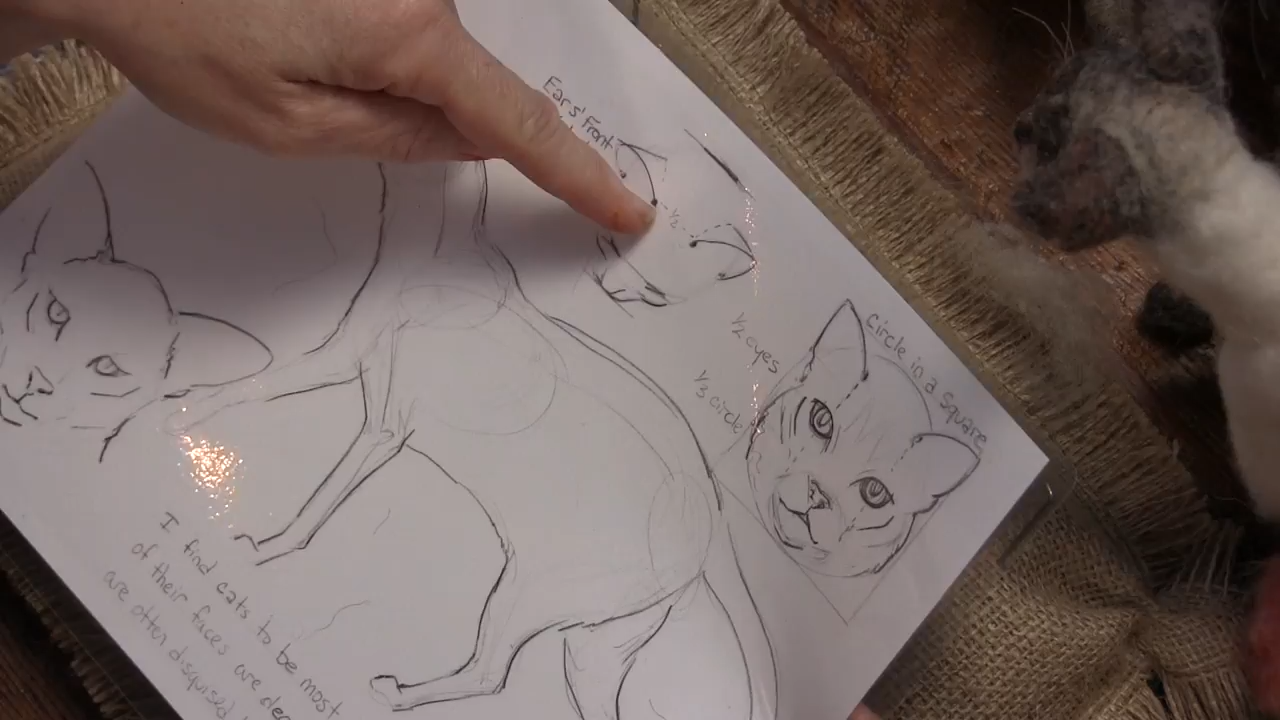 Ears' Front
1/2
1/2 eyes
1/3 circle
Circle in a Square
I find cats to be most
of their faces are
are often disguised